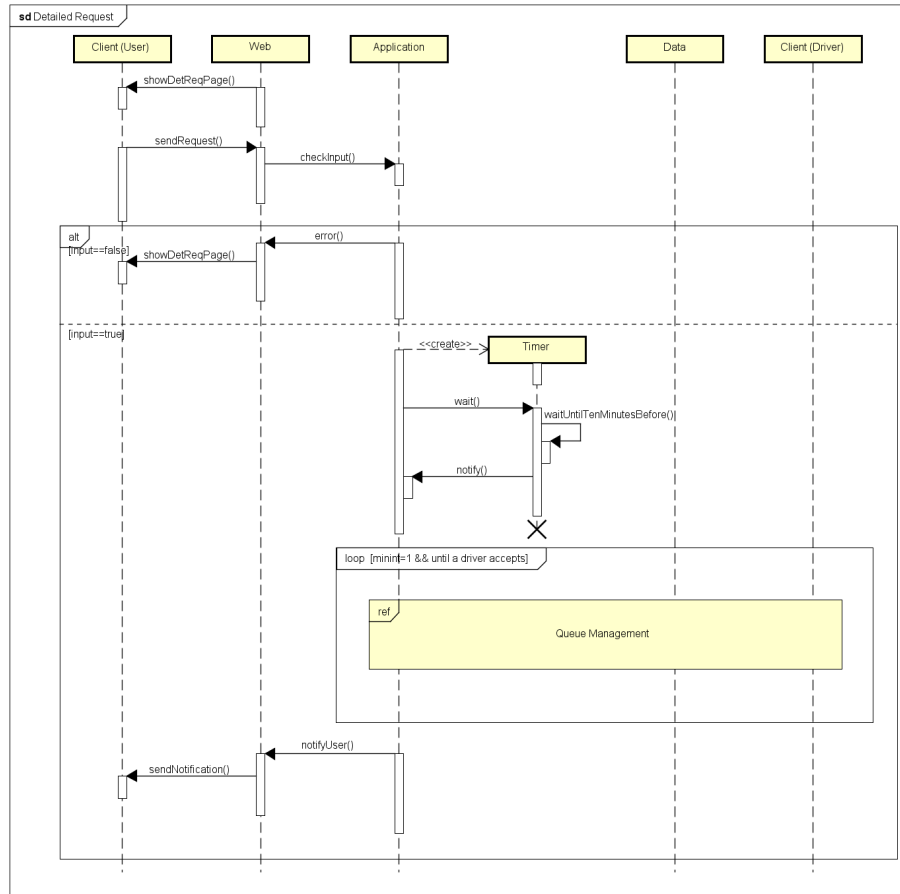 sd Detailed Request
Client (User)
Web
Application
Data
Client (Driver)
showDetReqPage()
sendRequest()
checkInput()
alt
[input==false]
error()
showDetReqPage()
[input==true]
<<create>>
Timer
wait()
waitUntilTenMinutesBefore()
notify()
loop [minint=1 && until a driver accepts]
ref
Queue Management
notifyUser()
sendNotification()